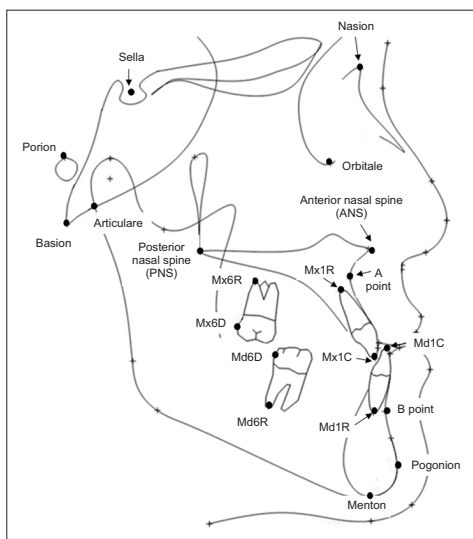 Nasion
Sella
Porion
Orbitale
Anterior nasal spine
(ANS)
Basion
Articulare
Posterior
nasal spine
(PNS)
Mx1R
A
point
Mx6R
Mx6D
Md1C
Md6D
Mx1C
B point
Md6R
Md1R
Pogonion
Menton